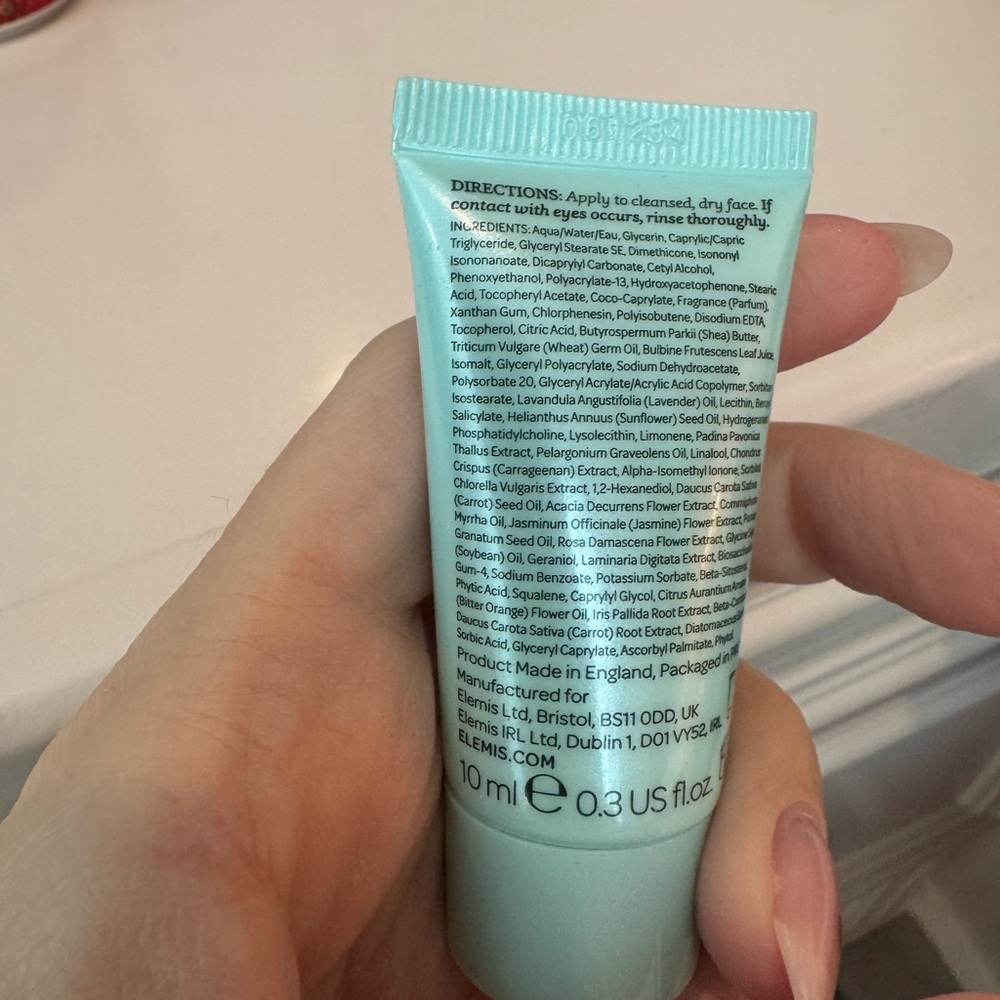 DIRECTIONS: Apply to cleansed, dry face. If
contact with eyes occurs, rinse thoroughly.
INGREDIENTS: Aqua/Water/Eau, Glycerin, Caprylic/Capric
Triglyceride, Glyceryl Stearate SE, Dimethicone, Isononyl
Isononanoate, Dicaprylyl Carbonate, Cetyl Alcohol,
Phenoxyethanol, Polyacrylate-13, Hydroxyacetophenone, Stearic
Acid, Tocopheryl Acetate, Coco-Caprylate, Fragrance (Parfum),
Xanthan Gum, Chlorphenesin, Polyisobutene, Disodium EDTA,
Tocopherol, Citric Acid, Butyrospermum Parkii (Shea) Butter,
Triticum Vulgare (Wheat) Germ Oil, Bulbine Frutescens Leaf Juice,
Isomalt, Glyceryl Polyacrylate, Sodium Dehydroacetate,
Polysorbate 20, Glyceryl Acrylate/Acrylic Acid Copolymer, Sorbitan
Isostearate, Lavandula Angustifolia (Lavender) Oil, Lecithin,
Salicylate, Helianthus Annuus (Sunflower) Seed Oil, Hydrogenated
Phosphatidylcholine, Lysolecithin, Limonene, Padina Pavonica
Thallus Extract, Pelargonium Graveolens Oil, Linalool, Chondrus
Crispus (Carrageenan) Extract, Alpha-Isomethyl Ionone, Sorbitol,
Chlorella Vulgaris Extract, 1,2-Hexanediol, Daucus Carota Sativa
(Carrot) Seed Oil, Acacia Decurrens Flower Extract, Commiphora
Myrrha Oil, Jasminum Officinale (Jasmine) Flower Extract,
Granatum Seed Oil, Rosa Damascena Flower Extract, Glycine
(Soybean) Oil, Geraniol, Laminaria Digitata Extract,
Gum-4, Sodium Benzoate, Potassium Sorbate, Beta-Sitosterol,
Phytic Acid, Squalene, Caprylyl Glycol, Citrus Aurantium Amara
(Bitter Orange) Flower Oil, Iris Pallida Root Extract,
Daucus Carota Sativa (Carrot) Root Extract,
Sorbic Acid, Glyceryl Caprylate, Ascorbyl Palmitate,
Product Made in England, Packaged in
Manufactured for
Elemis Ltd, Bristol, BS11 0DD, UK
Elemis IRL Ltd, Dublin 1, D01 VY52, IRL
ELEMIS.COM
10 ml e 0.3 US fl.oz.